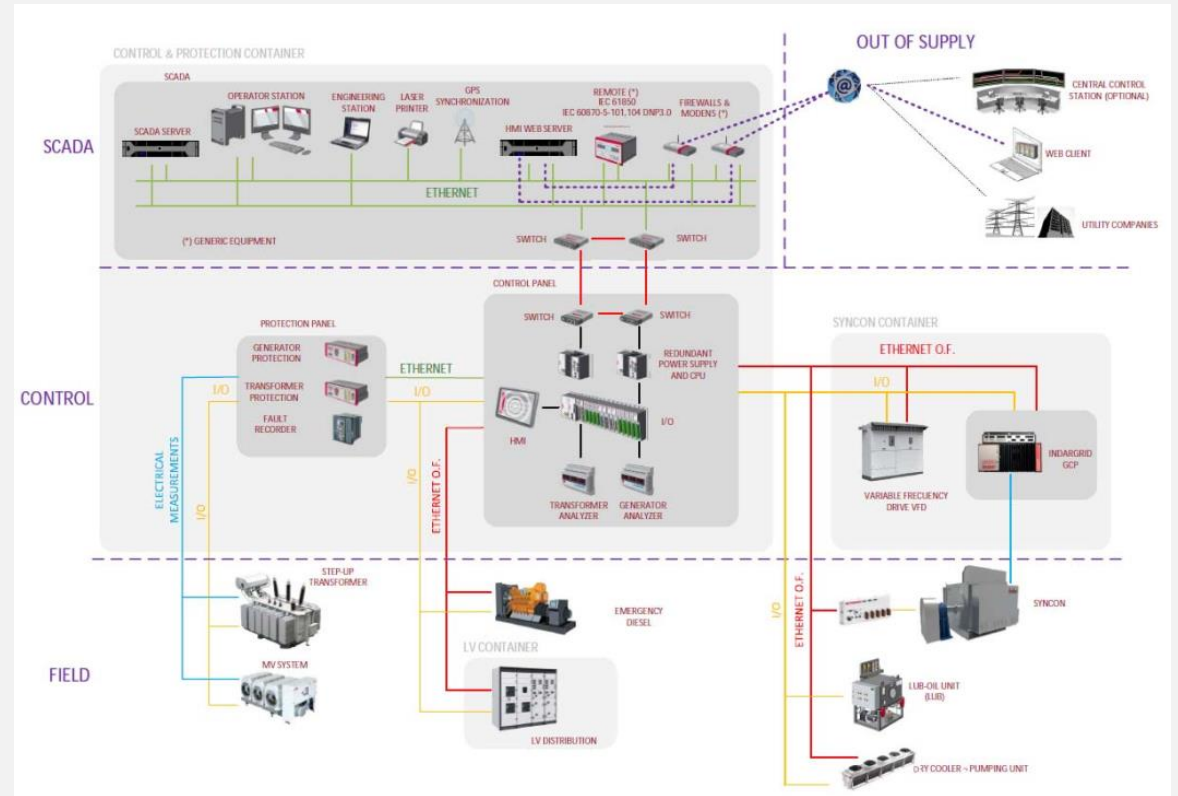 CONTROL & PROTECTION CONTAINER
OUT OF SUPPLY
SCADA
OPERATOR STATION
ENGINEERING
STATION
LASER
PRINTER
GPS
SYNCHRONIZATION
REMOTE (*)
IEC 61850
IEC 60870-5-101,104 DNP3.0
FIREWALLS &
MODENS (*)
CENTRAL CONTROL
STATION (OPTIONAL)
SCADA SERVER
HMI WEB SERVER
@
SCADA
WEB CLIENT
ETHERNET
UTILITY COMPANIES
(*) GENERIC EQUIPMENT
SWITCH
SWITCH
CONTROL PANEL
SWITCH
SWITCH
PROTECTION PANEL
SYNCON CONTAINER
GENERATOR
PROTECTION
ETHERNET
REDUNDANT
POWER SUPPLY
AND CPU
ETHERNET O.F.
I/O
TRANSFORMER
PROTECTION
I/O
I/O
CONTROL
FAULT
RECORDER
HMI
I/O
INDARGRID
GCP
ELECTRICAL
MEASUREMENTS
I/O
I/O
ETHERNET O.F.
TRANSFORMER
ANALYZER
GENERATOR
ANALYZER
VARIABLE FRECUENCY
DRIVE VFD
STEP-UP
TRANSFORMER
EMERGENCY
DIESEL
I/O
ETHERNET O.F.
SYNCON
LV CONTAINER
MV SYSTEM
FIELD
LUB-OIL UNIT
(LUB)
LV DISTRIBUTION
DRY COOLER + PUMPING UNIT